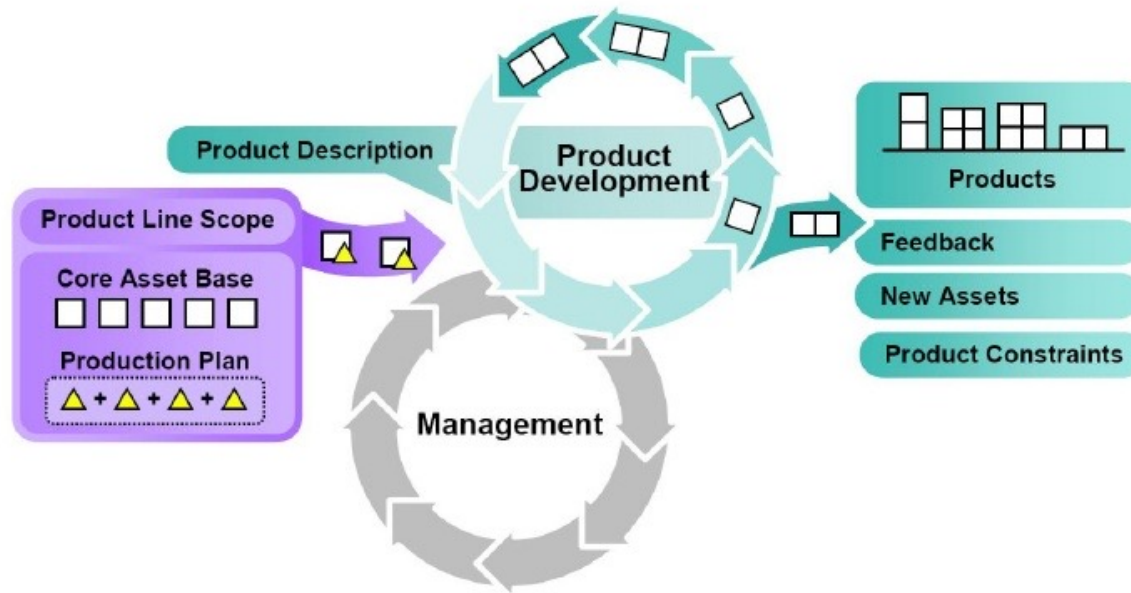 Product Description
Product Line Scope
Core Asset Base
Production Plan
+ + +
Product
Development
Management
Products
Feedback
New Assets
Product Constraints